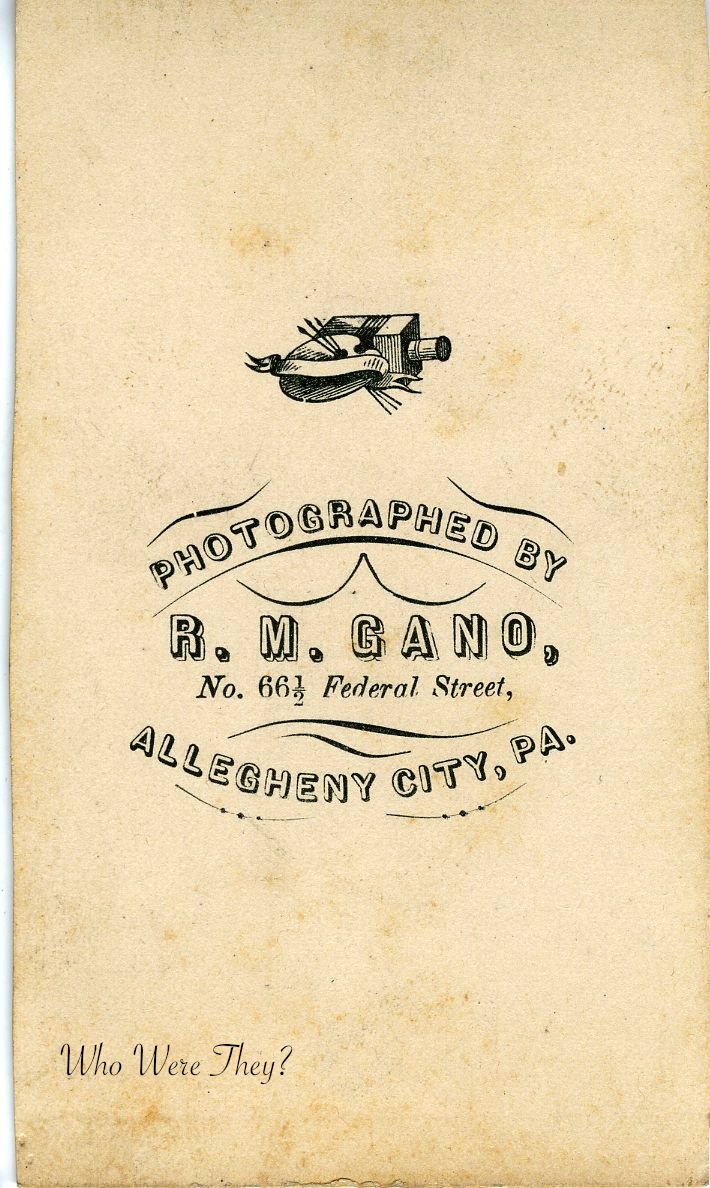 PHOTOGRAPHED BY
R. M. GANO,
No. 66½ Federal Street,
ALLEGHENY CITY, PA.
Who Were They?